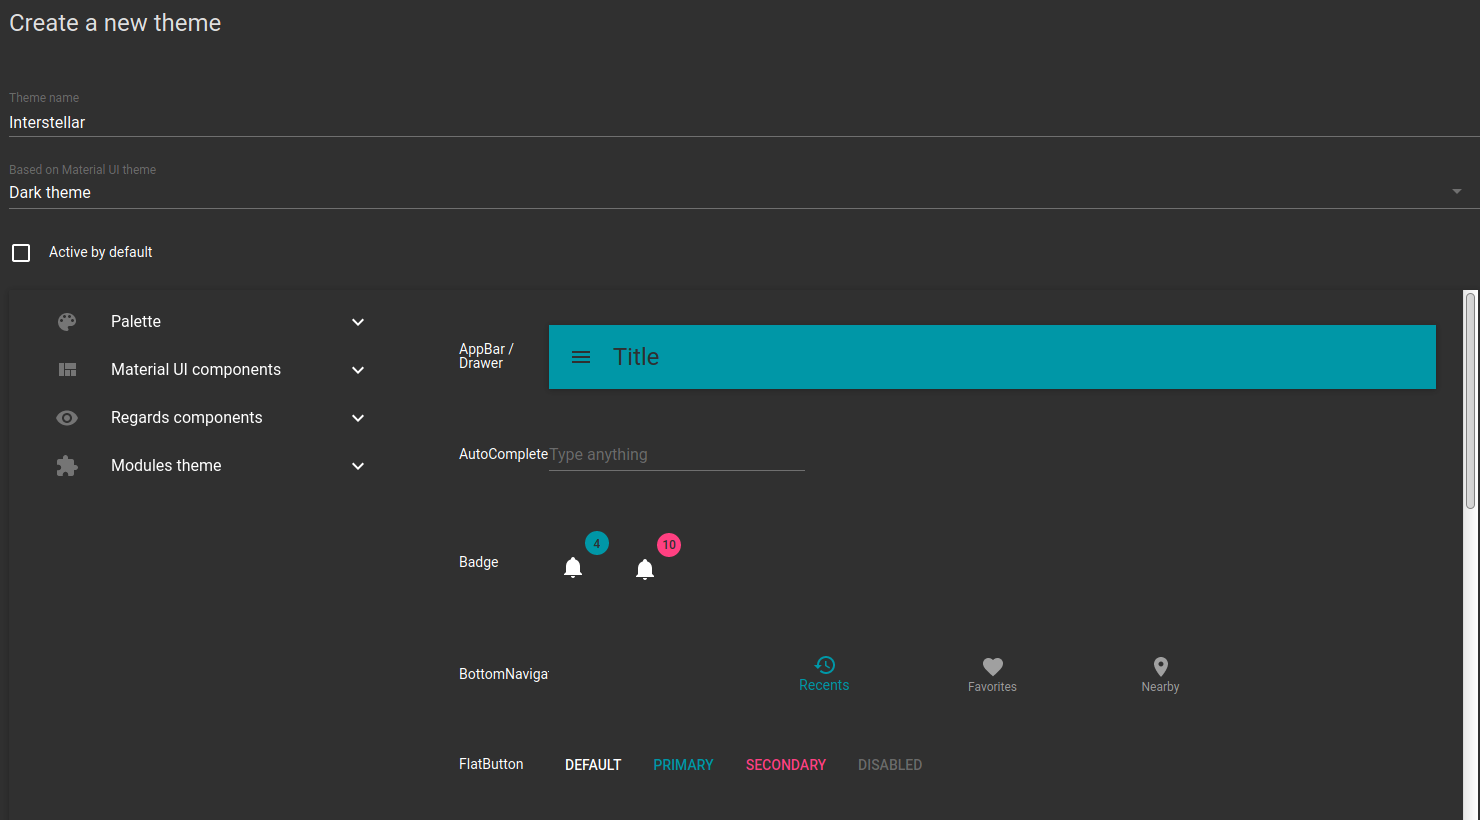 Create a new theme
Theme name
Interstellar
Based on Material UI theme
Dark theme
Active by default
Palette
Material UI components
Regards components
Modules theme
AppBar /
Drawer
Title
AutoComplete
Type anything
Badge
4
10
BottomNavigat
Recents
Favorites
Nearby
FlatButton
DEFAULT
PRIMARY
SECONDARY
DISABLED